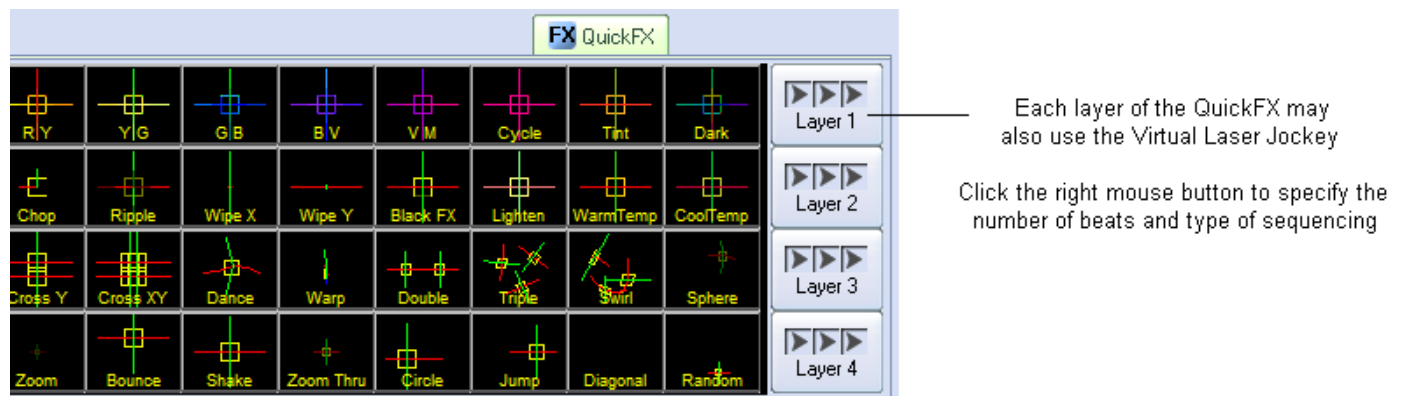 FX QuickFX
R Y Y G G B B V V M Cycle Tint Dark
Layer 1
Chop Ripple Wipe X Wipe Y Black FX Lighten WarmTemp CoolTemp
Layer 2
Cross Y Cross XY Dance Warp Double Triple Swirl Sphere
Layer 3
Zoom Bounce Shake Zoom Thru Circle Jump Diagonal Random
Layer 4
Each layer of the QuickFX may
also use the Virtual Laser Jockey
Click the right mouse button to specify the
number of beats and type of sequencing